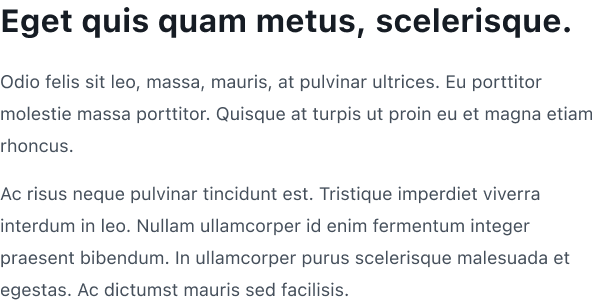 Eget quis quam metus, scelerisque.
Odio felis sit leo, massa, mauris, at pulvinar ultrices. Eu porttitor
molestie massa porttitor. Quisque at turpis ut proin eu et magna etiam
rhoncus.
Ac risus neque pulvinar tincidunt est. Tristique imperdiet viverra
interdum in leo. Nullam ullamcorper id enim fermentum integer
praesent bibendum. In ullamcorper purus scelerisque malesuada et
egestas. Ac dictumst mauris sed facilisis.